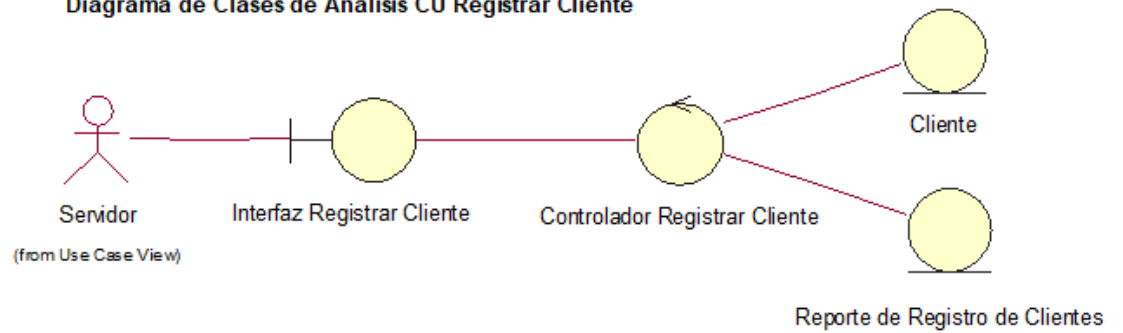 Diagrama de Clases de Análisis CU Registrar Cliente
Cliente
Servidor
Interfaz Registrar Cliente
Controlador Registrar Cliente
(from Use Case View)
Reporte de Registro de Clientes